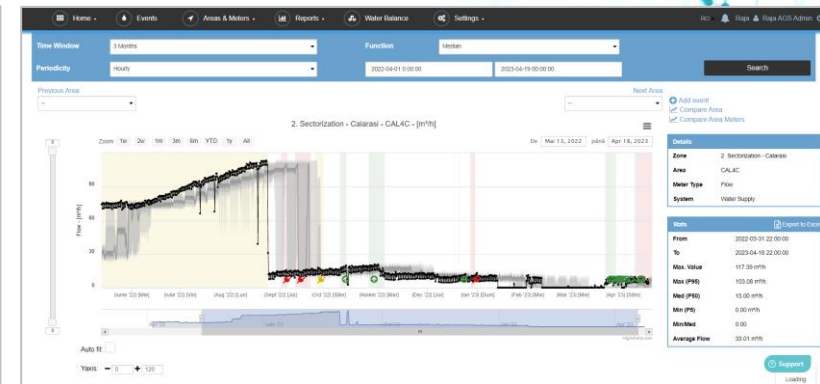 Home
Events
Areas & Meters
Reports
Water Balance
Settings
RO
Raja
Raja AGS Admin
Time Window
3 Months
Function
Median
Periodicity
Hourly
2022-04-01 0:00:00
2023-04-19 00:00:00
Search
Previous Area
Next Area
--
--
Add event
Compare Area
Compare Area Meters
2. Sectorization - Calarasi - CAL4C - [m³/h]
Zoom 1w 2w 1m 3m 6m YTD 1y All
De Mai 13, 2022 până Apr 18, 2023
Flow - [m³/h]
90
60
30
0
Details
Zone 2. Sectorization - Calarasi
Area CAL4C
Meter Type Flow
System Water Supply
Stats Export to Excel
From 2022-03-31 22:00:00
To 2023-04-18 22:00:00
Max. Value 117.39 m³/h
Max (P95) 103.08 m³/h
Med (P50) 10.00 m³/h
Min (P5) 0.00 m³/h
Min/Med 0.00
Average Flow 33.01 m³/h
Auto fit
Yaxis: 0 120
Support
Loading